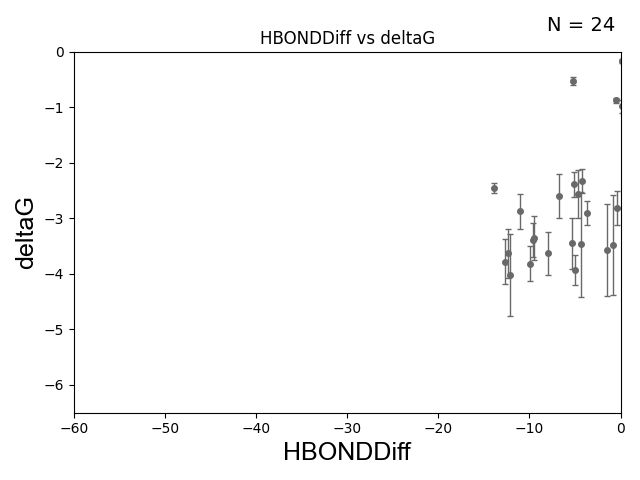 N = 24
HBONDDiff vs deltaG
0
−1
−2
−3
−4
−5
−6
deltaG
−60 −50 −40 −30 −20 −10 0
HBONDDiff